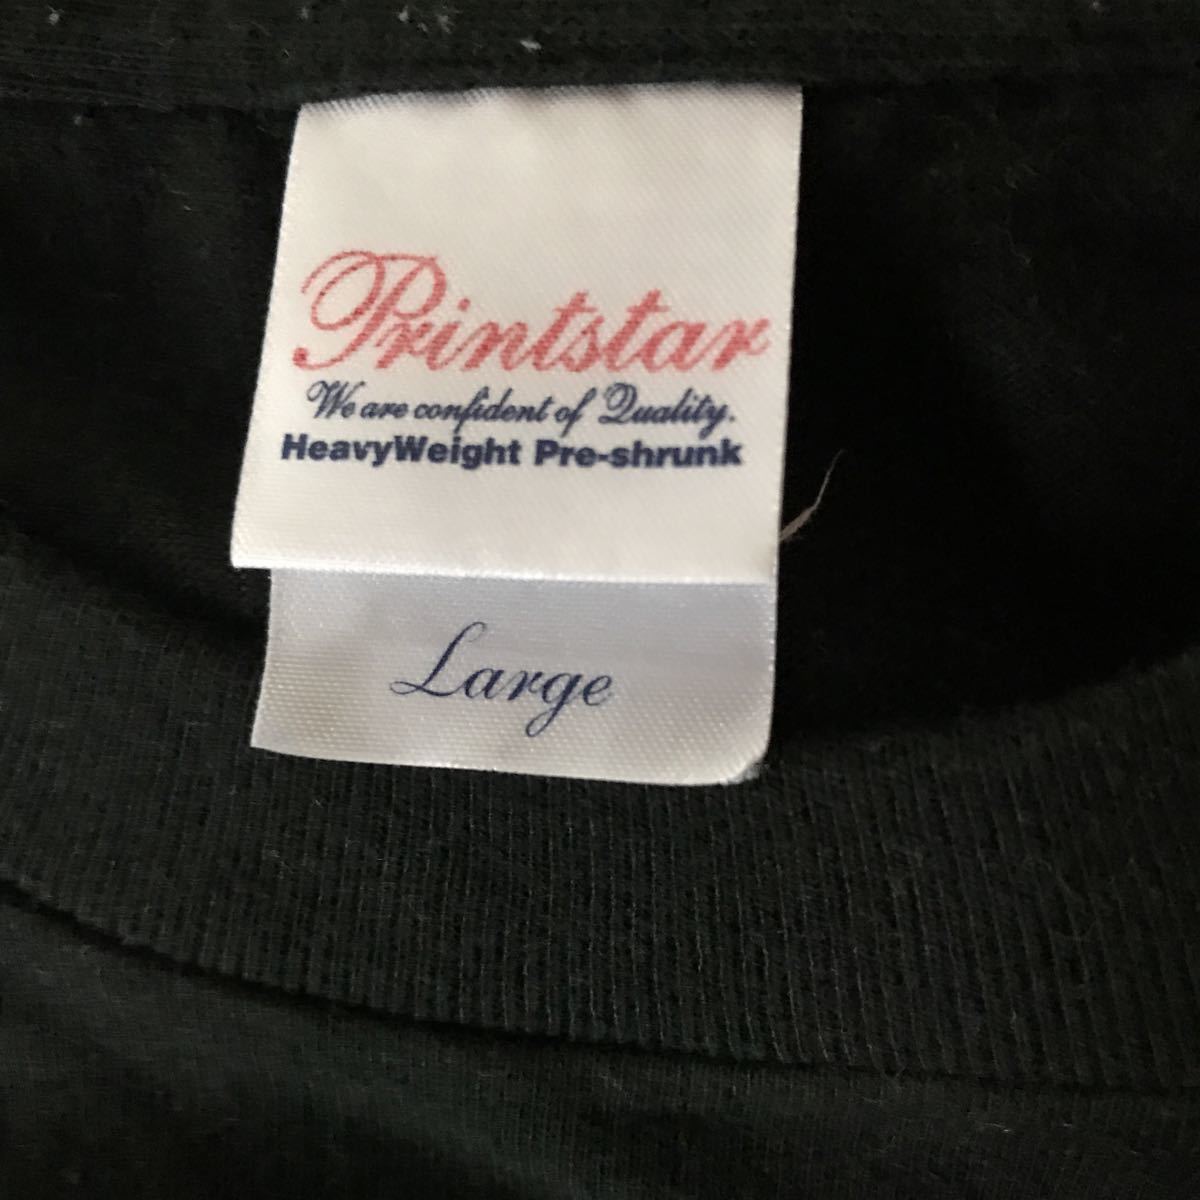 Printstar
We are confident of Quality.
HeavyWeight Pre-shrunk
Large